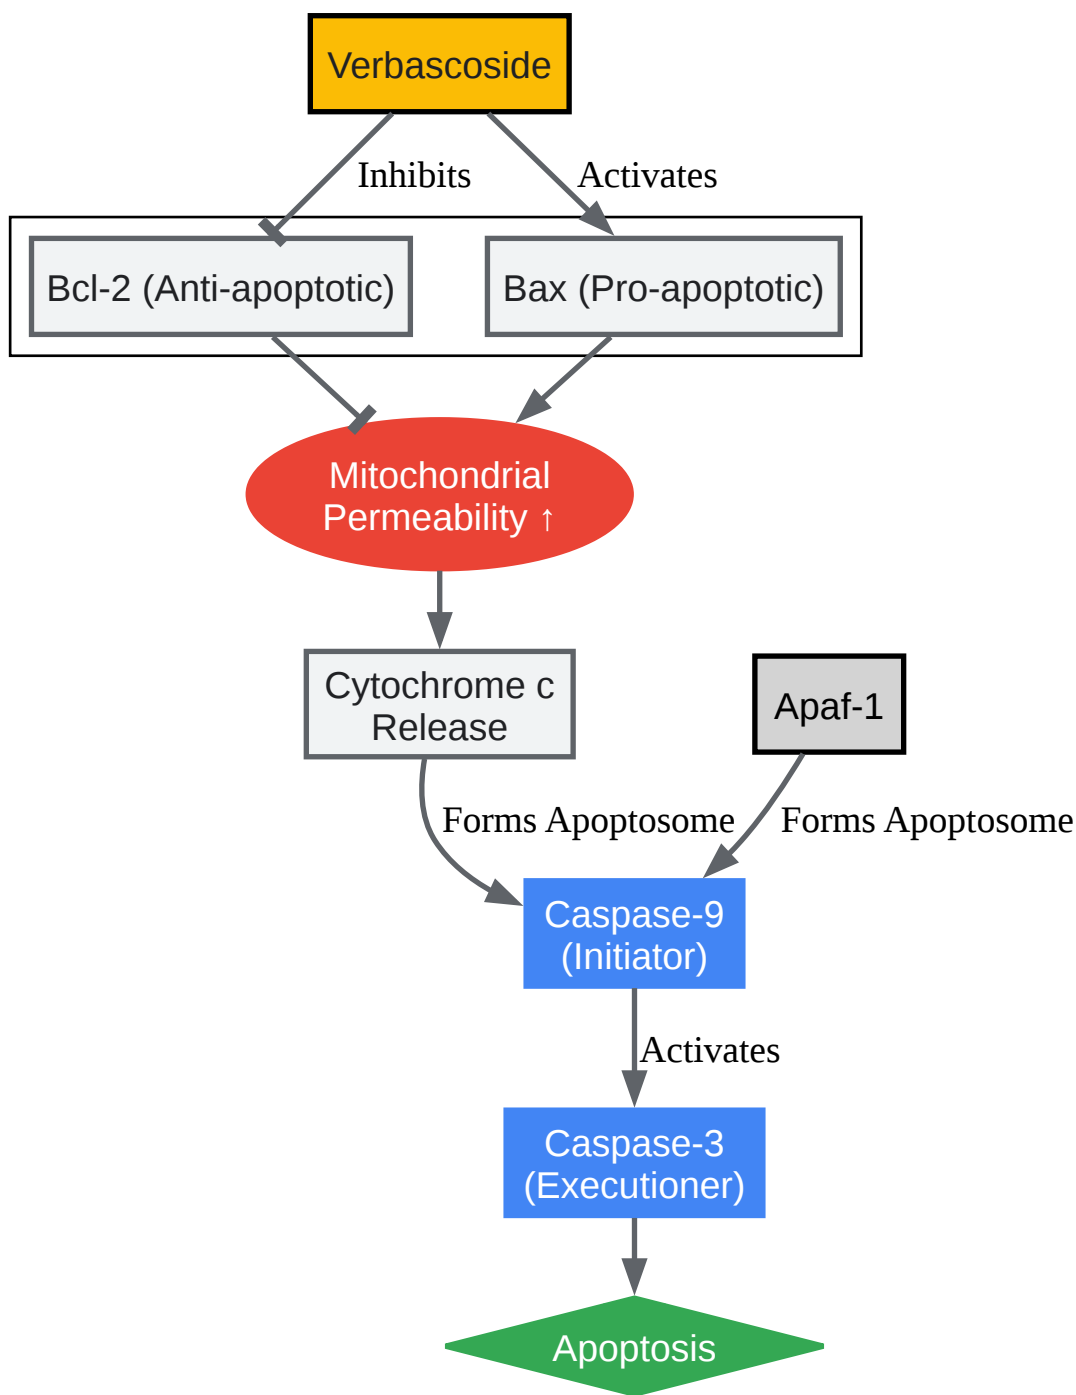 Verbascoside
Inhibits
Activates
Bcl-2 (Anti-apoptotic)
Bax (Pro-apoptotic)
Mitochondrial
Permeability ↑
Cytochrome c
Release
Apaf-1
Forms Apoptosome
Forms Apoptosome
Caspase-9
(Initiator)
Activates
Caspase-3
(Executioner)
Apoptosis